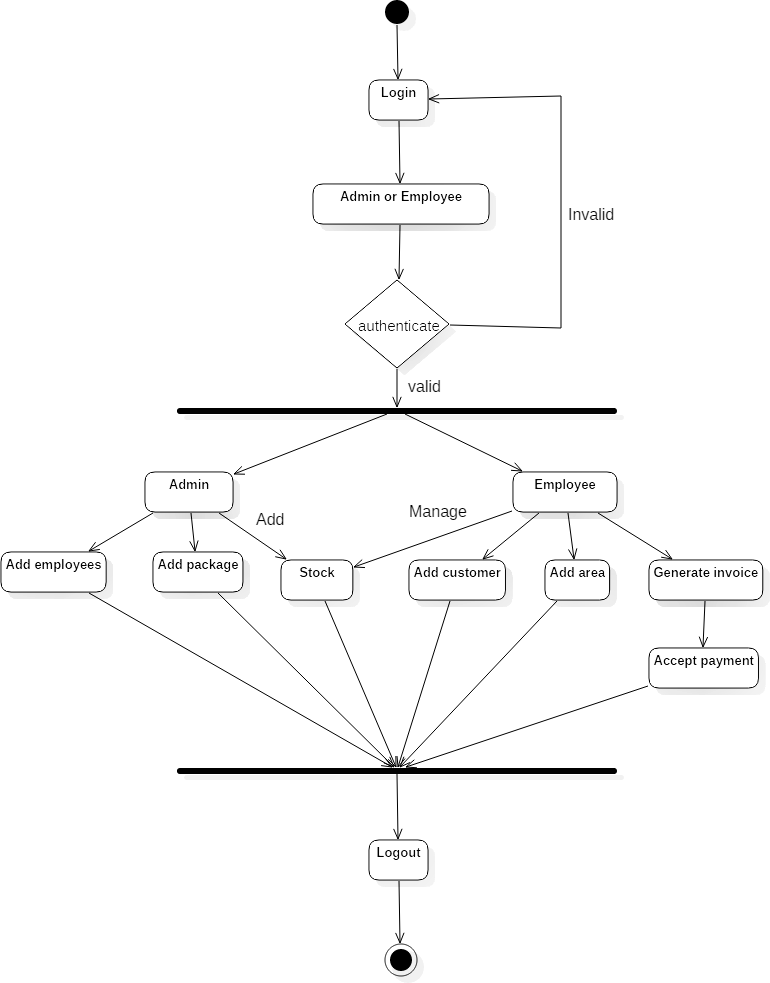 Login
Admin or Employee
Invalid
authenticate
valid
Admin
Employee
Add
Manage
Add employees
Add package
Stock
Add customer
Add area
Generate invoice
Accept payment
Logout